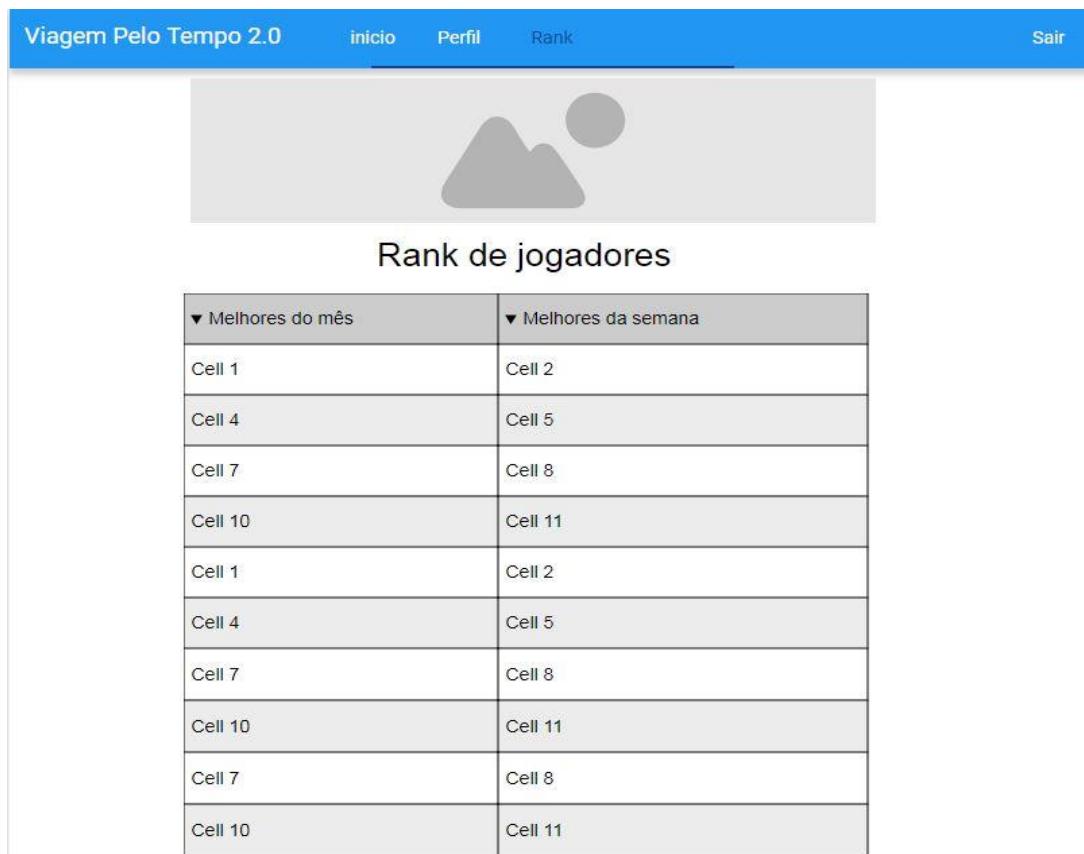 Viagem Pelo Tempo 2.0 inicio Perfil Rank Sair
Rank de jogadores
▼ Melhores do mês ▼ Melhores da semana
Cell 1 Cell 2
Cell 4 Cell 5
Cell 7 Cell 8
Cell 10 Cell 11
Cell 1 Cell 2
Cell 4 Cell 5
Cell 7 Cell 8
Cell 10 Cell 11
Cell 7 Cell 8
Cell 10 Cell 11